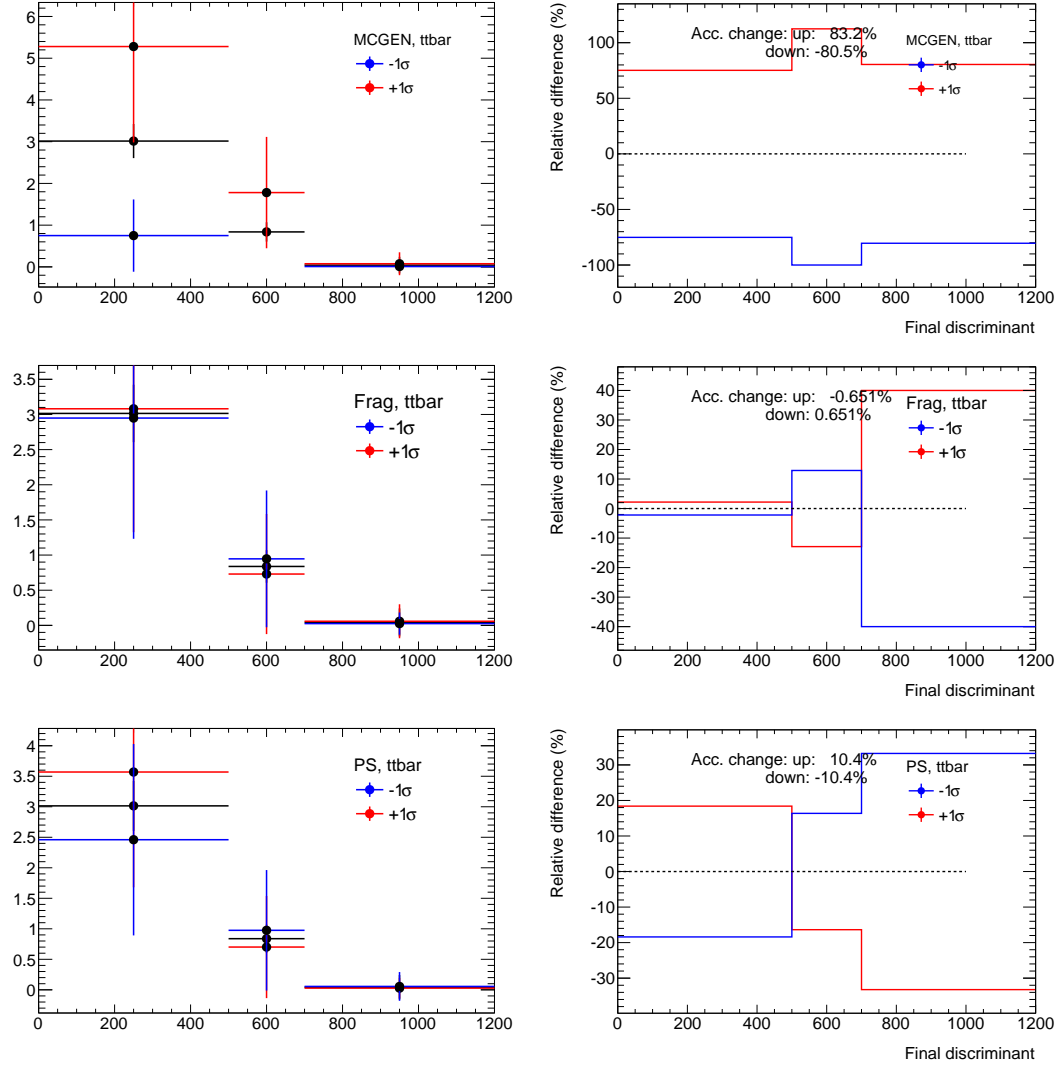 MCGEN, ttbar
-1σ
+1σ
6
5
4
3
2
1
0
0 200 400 600 800 1000 1200
Relative difference (%)
Acc. change: up: 83.2%
down: -80.5%
MCGEN, ttbar
-1σ
+1σ
100
50
0
-50
-100
0 200 400 600 800 1000 1200
Final discriminant
Frag, ttbar
-1σ
+1σ
3.5
3
2.5
2
1.5
1
0.5
0
0 200 400 600 800 1000 1200
Relative difference (%)
Acc. change: up: -0.651%
down: 0.651%
Frag, ttbar
-1σ
+1σ
40
30
20
10
0
-10
-20
-30
-40
0 200 400 600 800 1000 1200
Final discriminant
PS, ttbar
-1σ
+1σ
4
3.5
3
2.5
2
1.5
1
0.5
0
0 200 400 600 800 1000 1200
Relative difference (%)
Acc. change: up: 10.4%
down: -10.4%
PS, ttbar
-1σ
+1σ
30
20
10
0
-10
-20
-30
0 200 400 600 800 1000 1200
Final discriminant